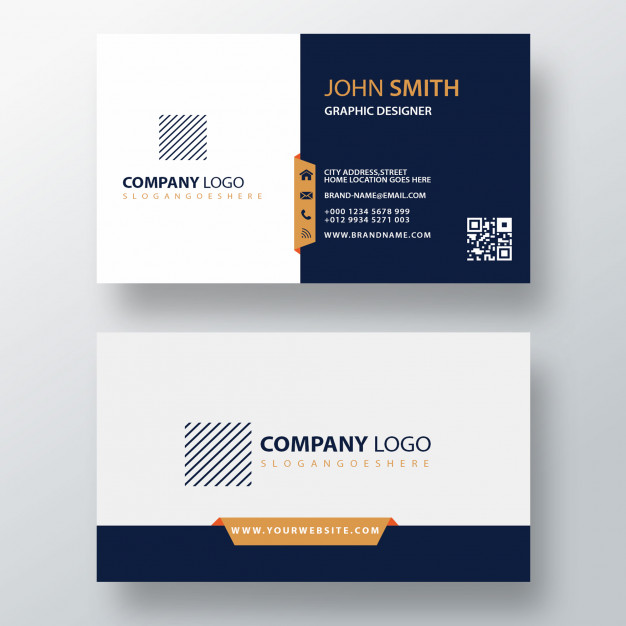 JOHN SMITH
GRAPHIC DESIGNER
COMPANY LOGO
SLOGANGOESHERE
CITY ADDRESS,STREET
HOME LOCATION GOES HERE
BRAND-NAME@EMAIL.COM
+000 1234 5678 999
+012 9934 5271 003
WWW.BRANDNAME.COM
COMPANY LOGO
SLOGANGOESHERE
WWW.YOURWEBSITE.COM